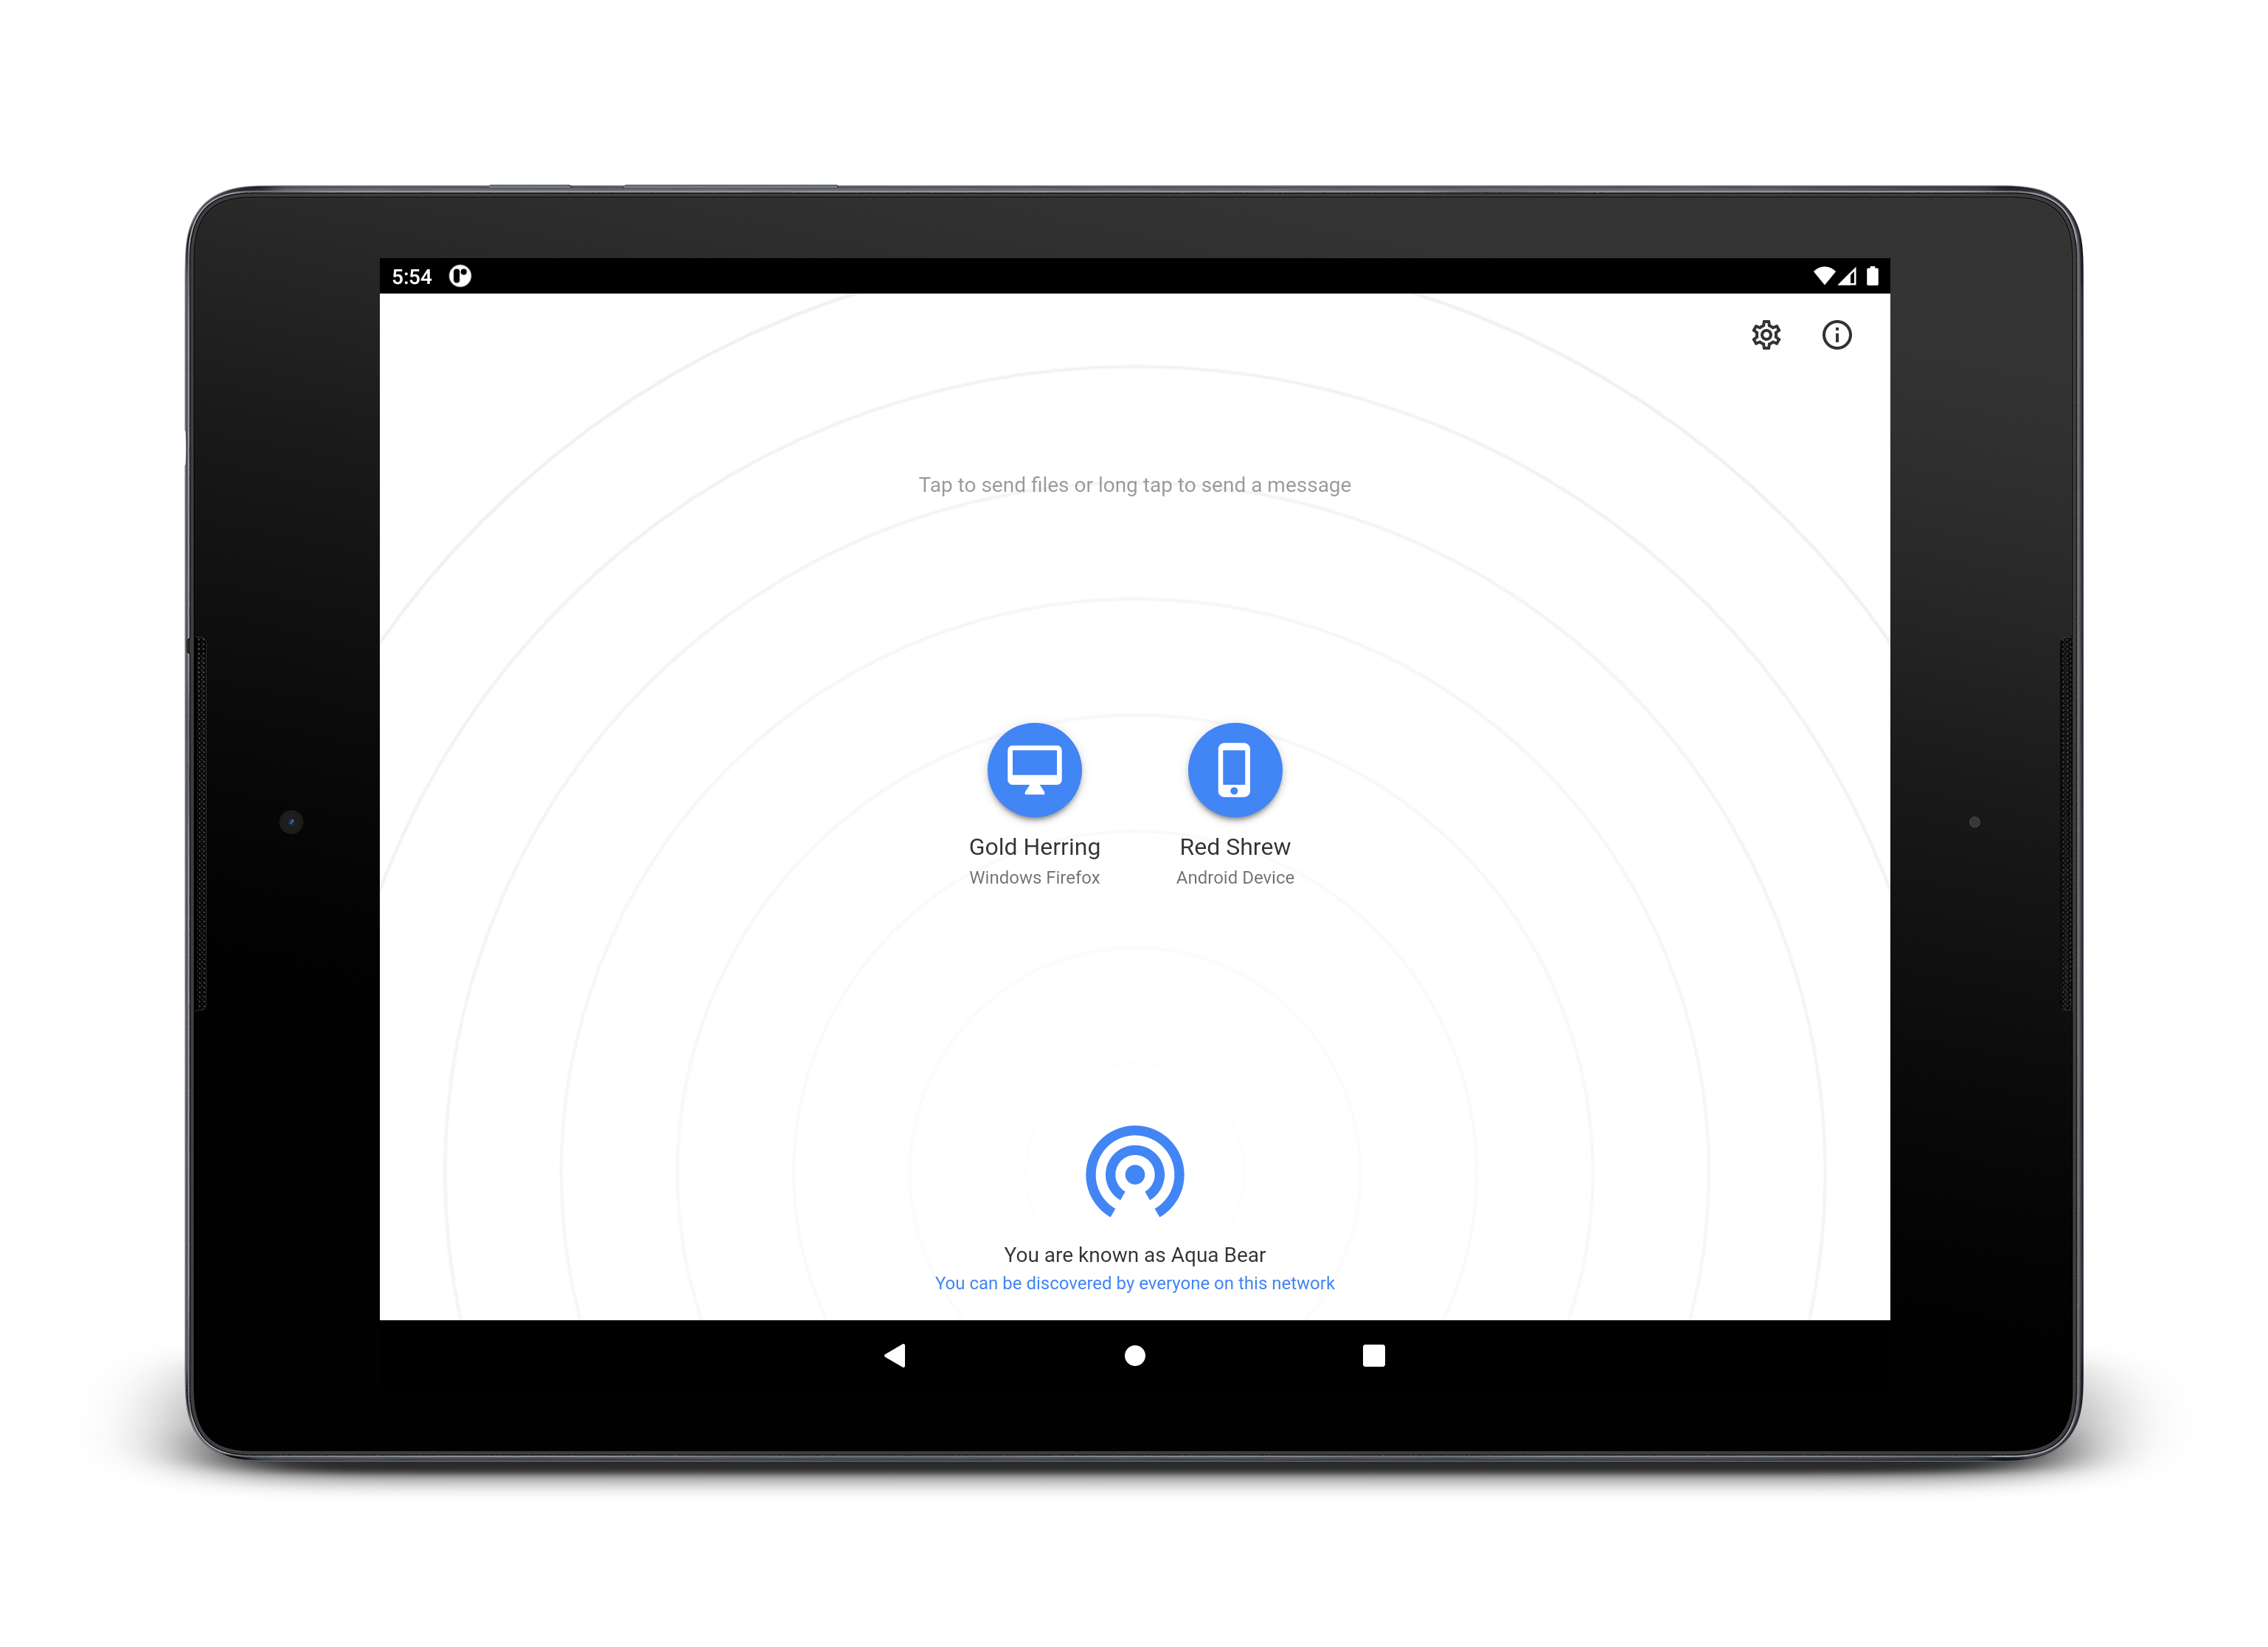 5:54
Tap to send files or long tap to send a message
Gold Herring
Windows Firefox
Red Shrew
Android Device
You are known as Aqua Bear
You can be discovered by everyone on this network